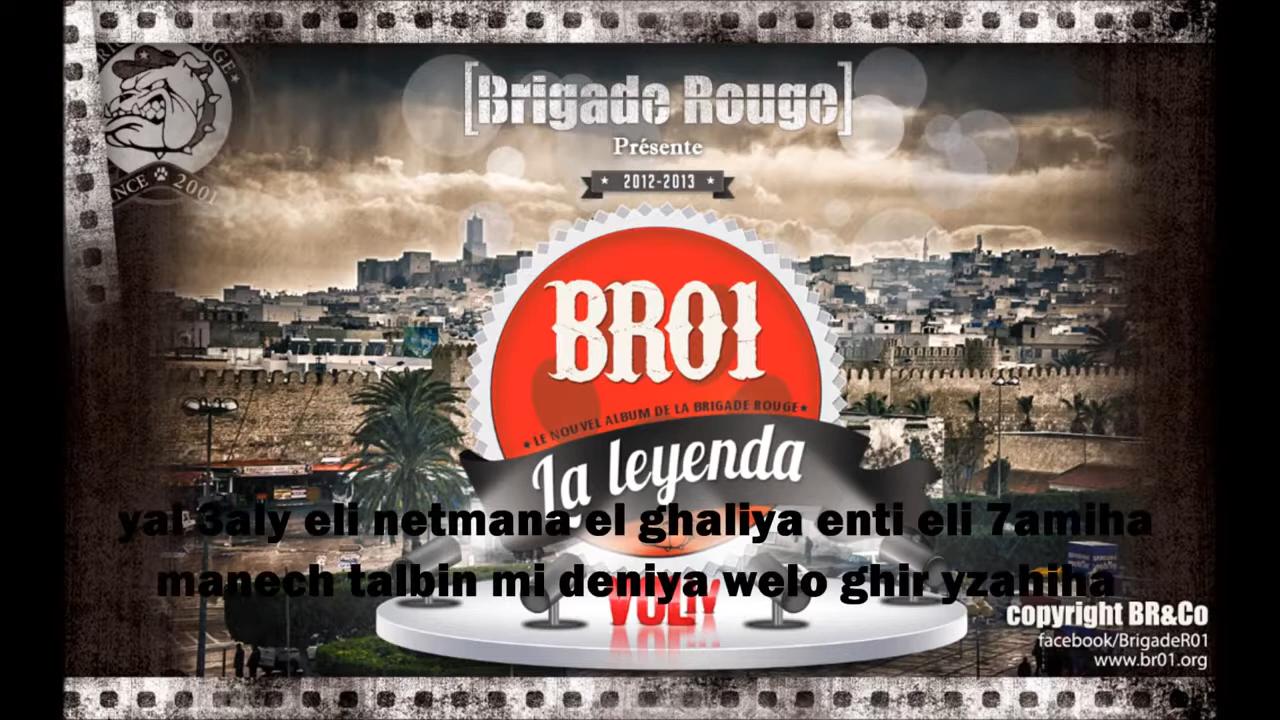 [Brigade Rouge]
Présente
2012-2013
BR01
LE NOUVEL ALBUM DE LA BRIGADE ROUGE
La leyenda
yal 3aly eli netmana el ghaliya enti eli 7amiha
manech talbin mi deniya welo ghir yzahiha
copyright BR&Co
facebook/BrigadeR01
www.br01.org
2001